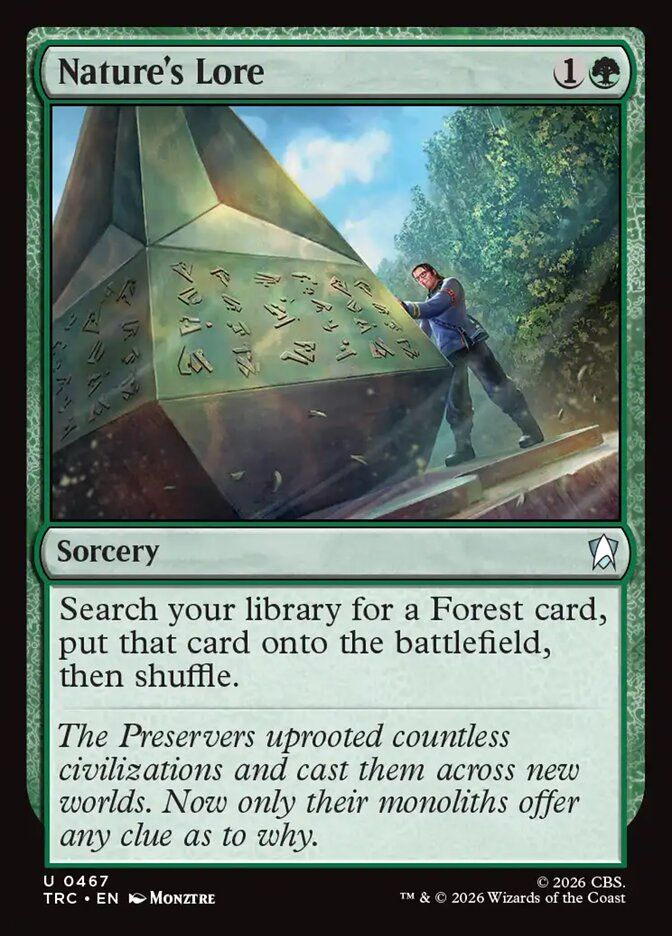 Nature's Lore 1
Sorcery
Search your library for a Forest card,
put that card onto the battlefield,
then shuffle.
The Preservers uprooted countless
civilizations and cast them across new
worlds. Now only their monoliths offer
any clue as to why.
U 0467
TRC • EN Monztre
© 2026 CBS.
™ & © 2026 Wizards of the Coast